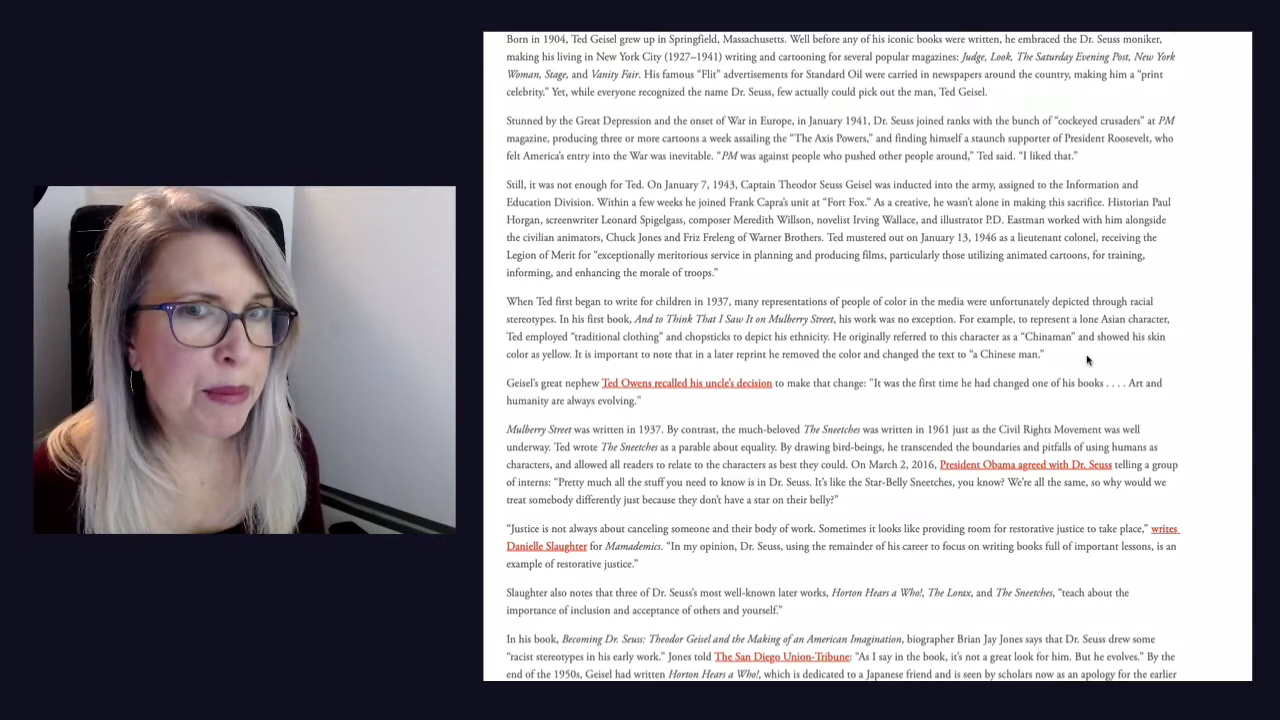 Born in 1904, Ted Geisel grew up in Springfield, Massachusetts. Well before any of his iconic books were written, he embraced the Dr. Seuss moniker,
making his living in New York City (1927–1941) writing and cartooning for several popular magazines: Judge, Look, The Saturday Evening Post, New York
Woman, Stage, and Vanity Fair. His famous “Flit” advertisements for Standard Oil were carried in newspapers around the country, making him a “print
celebrity.” Yet, while everyone recognized the name Dr. Seuss, few actually could pick out the man, Ted Geisel.
Stunned by the Great Depression and the onset of War in Europe, in January 1941, Dr. Seuss joined ranks with the bunch of “cockeyed crusaders” at PM
magazine, producing three or more cartoons a week assailing the “The Axis Powers,” and finding himself a staunch supporter of President Roosevelt, who
felt America’s entry into the War was inevitable. “PM was against people who pushed other people around,” Ted said. “I liked that.”
Still, it was not enough for Ted. On January 7, 1943, Captain Theodor Seuss Geisel was inducted into the army, assigned to the Information and
Education Division. Within a few weeks he joined Frank Capra’s unit at “Fort Fox.” As a creative, he wasn’t alone in making this sacrifice. Historian Paul
Horgan, screenwriter Leonard Spigelgass, composer Meredith Willson, novelist Irving Wallace, and illustrator P.D. Eastman worked with him alongside
the civilian animators, Chuck Jones and Friz Freleng of Warner Brothers. Ted mustered out on January 13, 1946 as a lieutenant colonel, receiving the
Legion of Merit for “exceptionally meritorious service in planning and producing films, particularly those utilizing animated cartoons, for training,
informing, and enhancing the morale of troops.”
When Ted first began to write for children in 1937, many representations of people of color in the media were unfortunately depicted through racial
stereotypes. In his first book, And to Think That I Saw It on Mulberry Street, his work was no exception. For example, to represent a lone Asian character,
Ted employed “traditional clothing” and chopsticks to depict his ethnicity. He originally referred to this character as a “Chinaman” and showed his skin
color as yellow. It is important to note that in a later reprint he removed the color and changed the text to “a Chinese man.”
Geisel’s great nephew Ted Owens recalled his uncle’s decision to make that change: "It was the first time he had changed one of his books . . . . Art and
humanity are always evolving."
Mulberry Street was written in 1937. By contrast, the much-beloved The Sneetches was written in 1961 just as the Civil Rights Movement was well
underway. Ted wrote The Sneetches as a parable about equality. By drawing bird-beings, he transcended the boundaries and pitfalls of using humans as
characters, and allowed all readers to relate to the characters as best they could. On March 2, 2016, President Obama agreed with Dr. Seuss telling a group
of interns: “Pretty much all the stuff you need to know is in Dr. Seuss. It’s like the Star-Belly Sneetches, you know? We’re all the same, so why would we
treat somebody differently just because they don’t have a star on their belly?”
“Justice is not always about canceling someone and their body of work. Sometimes it looks like providing room for restorative justice to take place,” writes
Danielle Slaughter for Mamademics. “In my opinion, Dr. Seuss, using the remainder of his career to focus on writing books full of important lessons, is an
example of restorative justice.”
Slaughter also notes that three of Dr. Seuss’s most well-known later works, Horton Hears a Who!, The Lorax, and The Sneetches, “teach about the
importance of inclusion and acceptance of others and yourself.”
In his book, Becoming Dr. Seuss: Theodor Geisel and the Making of an American Imagination, biographer Brian Jay Jones says that Dr. Seuss drew some
“racist stereotypes in his early work.” Jones told The San Diego Union-Tribune: “As I say in the book, it’s not a great look for him. But he evolves.” By the
end of the 1950s, Geisel had written Horton Hears a Who!, which is dedicated to a Japanese friend and is seen by scholars now as an apology for the earlier